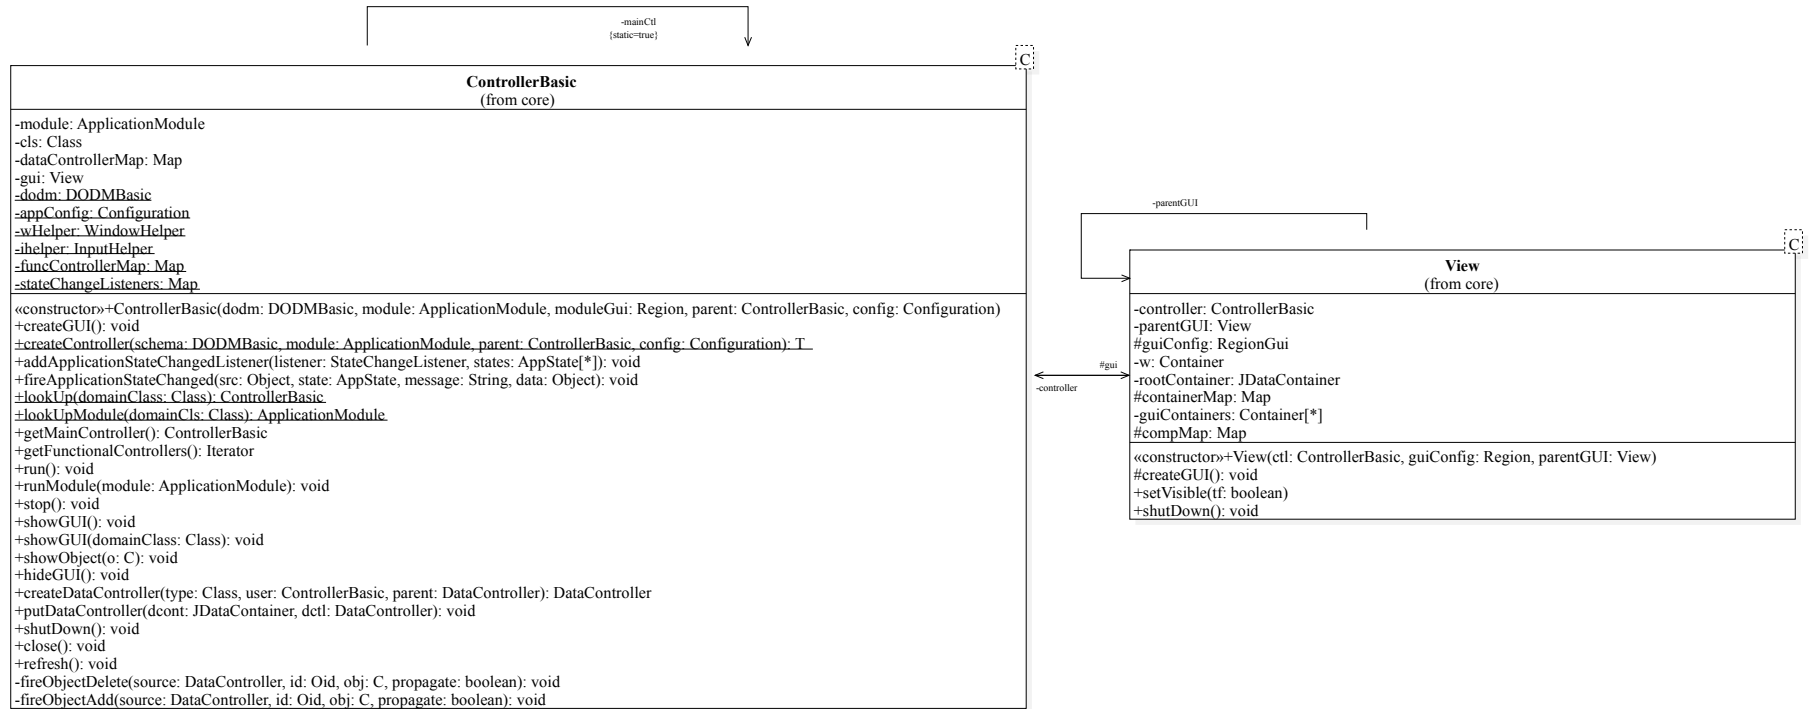 -mainCtl
{static=true}
C
ControllerBasic
(from core)
-module: ApplicationModule
-cls: Class
-dataControllerMap: Map
-gui: View
-dodm: DODMBasic
-appConfig: Configuration
-wHelper: WindowHelper
-ihelper: InputHelper
-funcControllerMap: Map
-stateChangeListeners: Map
«constructor»+ControllerBasic(dodm: DODMBasic, module: ApplicationModule, moduleGui: Region, parent: ControllerBasic, config: Configuration)
+createGUI(): void
+createController(schema: DODMBasic, module: ApplicationModule, parent: ControllerBasic, config: Configuration): T
+addApplicationStateChangedListener(listener: StateChangeListener, states: AppState[*]): void
+fireApplicationStateChanged(src: Object, state: AppState, message: String, data: Object): void
+lookUp(domainClass: Class): ControllerBasic
+lookUpModule(domainCls: Class): ApplicationModule
+getMainController(): ControllerBasic
+getFunctionalControllers(): Iterator
+run(): void
+runModule(module: ApplicationModule): void
+stop(): void
+showGUI(): void
+showGUI(domainClass: Class): void
+showObject(o: C): void
+hideGUI(): void
+createDataController(type: Class, user: ControllerBasic, parent: DataController): DataController
+putDataController(dcont: JDataContainer, dctl: DataController): void
+shutDown(): void
+close(): void
+refresh(): void
-fireObjectDelete(source: DataController, id: Oid, obj: C, propagate: boolean): void
-fireObjectAdd(source: DataController, id: Oid, obj: C, propagate: boolean): void
#gui
-controller
-parentGUI
C
View
(from core)
-controller: ControllerBasic
-parentGUI: View
#guiConfig: RegionGui
-w: Container
-rootContainer: JDataContainer
#containerMap: Map
-guiContainers: Container[*]
#compMap: Map
«constructor»+View(ctl: ControllerBasic, guiConfig: Region, parentGUI: View)
#createGUI(): void
+setVisible(tf: boolean)
+shutDown(): void